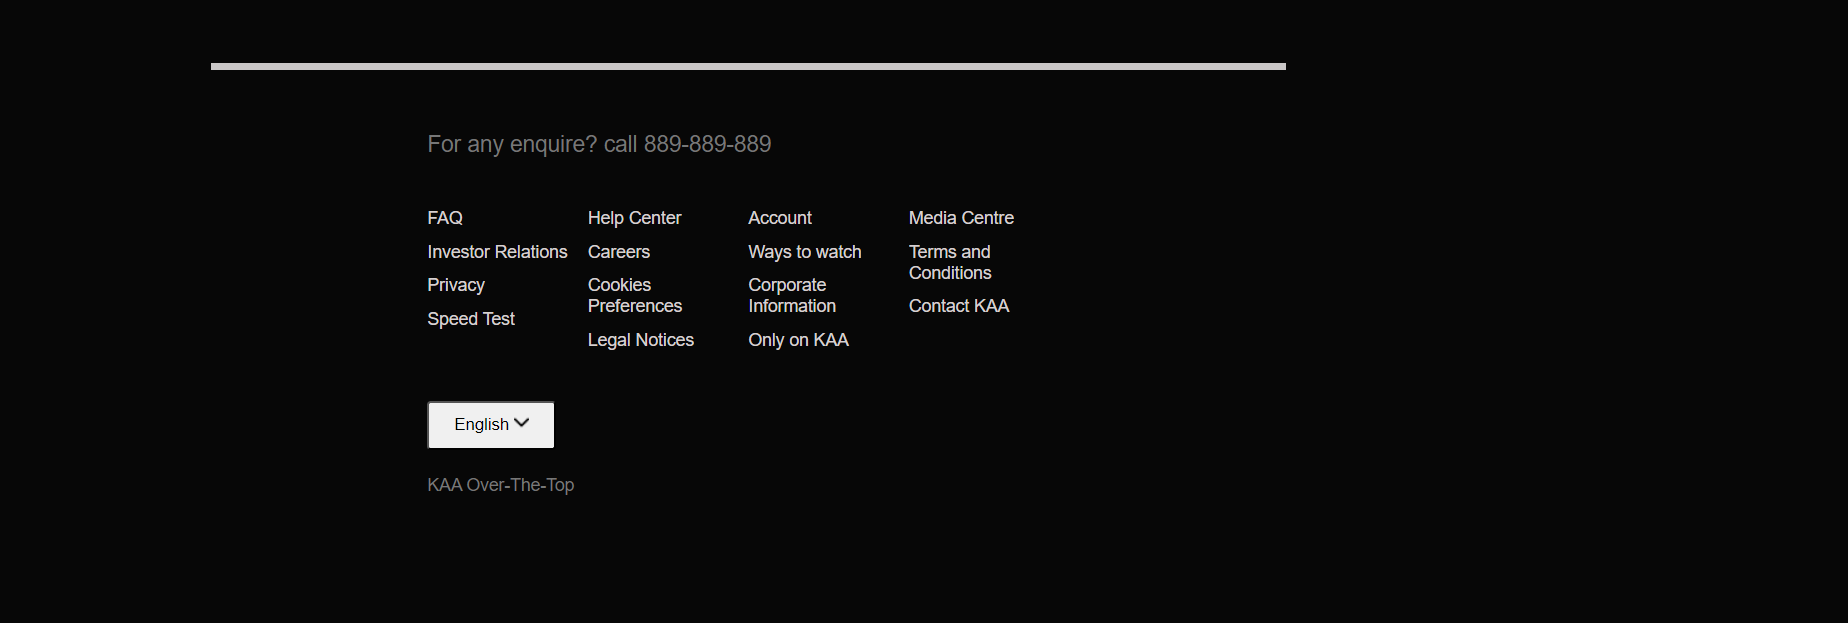 For any enquire? call 889-889-889
FAQ
Investor Relations
Privacy
Speed Test
Help Center
Careers
Cookies
Preferences
Legal Notices
Account
Ways to watch
Corporate
Information
Only on KAA
Media Centre
Terms and
Conditions
Contact KAA
English
KAA Over-The-Top